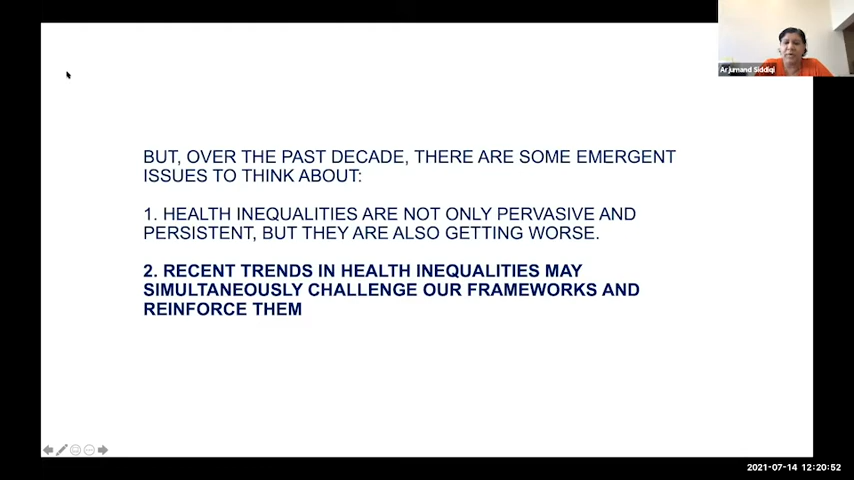 Arjumand Siddiqi
BUT, OVER THE PAST DECADE, THERE ARE SOME EMERGENT
ISSUES TO THINK ABOUT:
1. HEALTH INEQUALITIES ARE NOT ONLY PERVASIVE AND
PERSISTENT, BUT THEY ARE ALSO GETTING WORSE.
2. RECENT TRENDS IN HEALTH INEQUALITIES MAY
SIMULTANEOUSLY CHALLENGE OUR FRAMEWORKS AND
REINFORCE THEM
2021-07-14 12:20:52